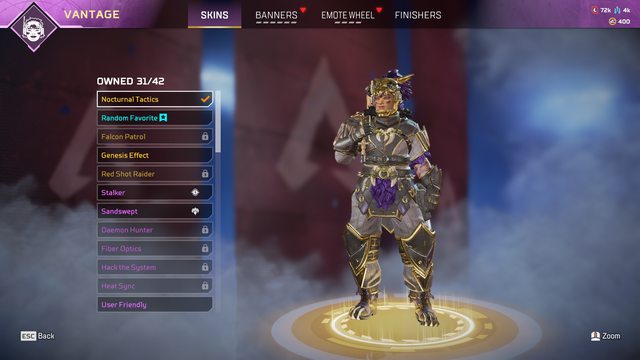 VANTAGE
SKINS
BANNERS
EMOTE WHEEL
FINISHERS
72k 4k
400
OWNED 31/42
Nocturnal Tactics
Random Favorite
Falcon Patrol
Genesis Effect
Red Shot Raider
Stalker
Sandswept
Daemon Hunter
Fiber Optics
Hack the System
Heat Sync
User Friendly
ESC Back
Zoom